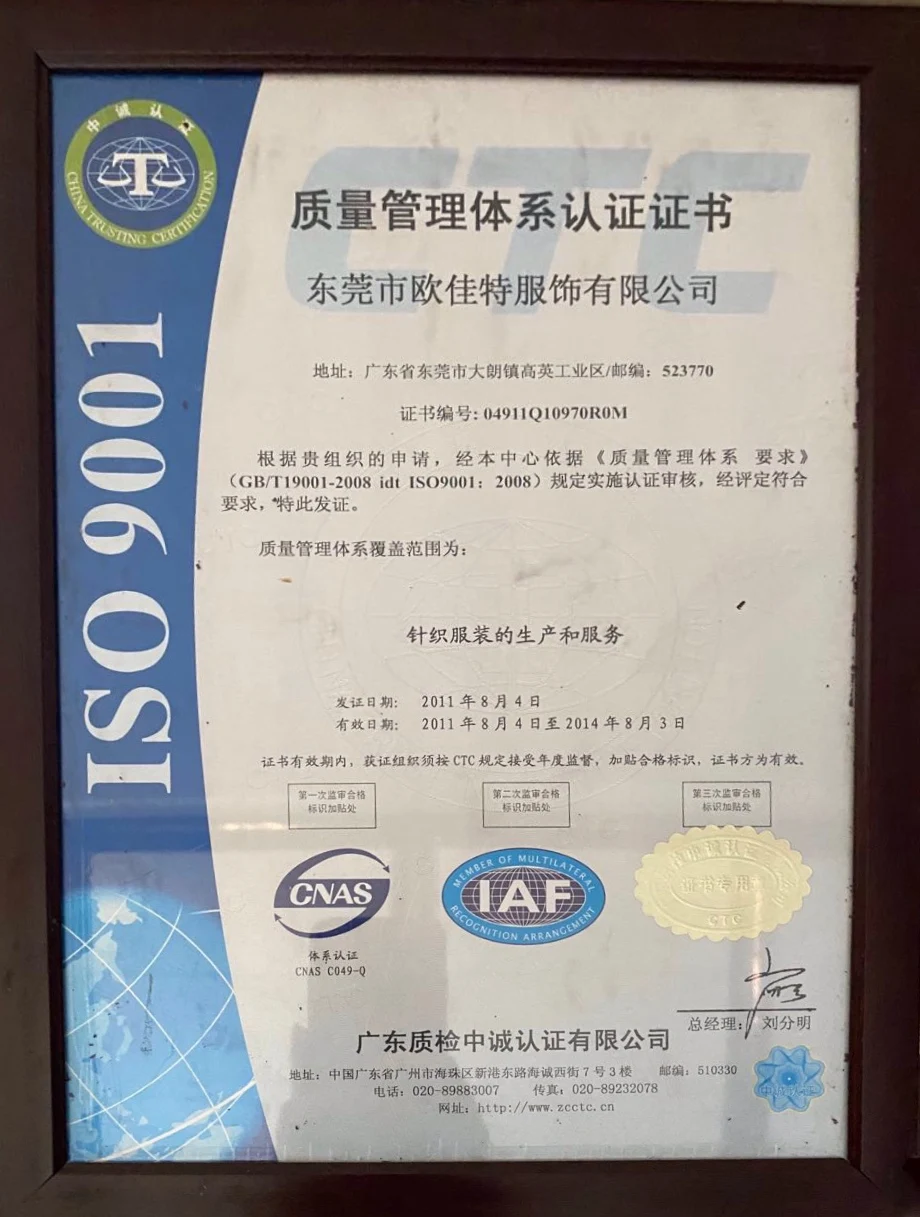 中诚认证
CHINA TRUSTING CERTIFICATION
T
ISO 9001
CTC
质量管理体系认证证书
东莞市欧佳特服饰有限公司
地址：广东省东莞市大朗镇高英工业区/邮编：523770
证书编号: 04911Q10970R0M
根据贵组织的申请，经本中心依据《质量管理体系 要求》
（GB/T19001-2008 idt ISO9001：2008）规定实施认证审核，经评定符合
要求，特此发证。
质量管理体系覆盖范围为：
针织服装的生产和服务
发证日期： 2011 年 8 月 4 日
有效日期： 2011 年 8 月 4 日至 2014 年 8 月 3 日
证书有效期内，获证组织须按 CTC 规定接受年度监督，加贴合格标识，证书方为有效。
第一次监审合格
标识加贴处
第二次监审合格
标识加贴处
第三次监审合格
标识加贴处
CNAS
体系认证
CNAS C049-Q
MEMBER OF MULTILATERAL
IAF
RECOGNITION ARRANGEMENT
证书专用章
CTC
总经理： 刘分明
广东质检中诚认证有限公司
地址：中国广东省广州市海珠区新港东路海诚西街 7 号 3 楼 邮编：510330
电话：020-89883007 传真：020-89232078
网址：http://www.zcctc.cn
中诚认证